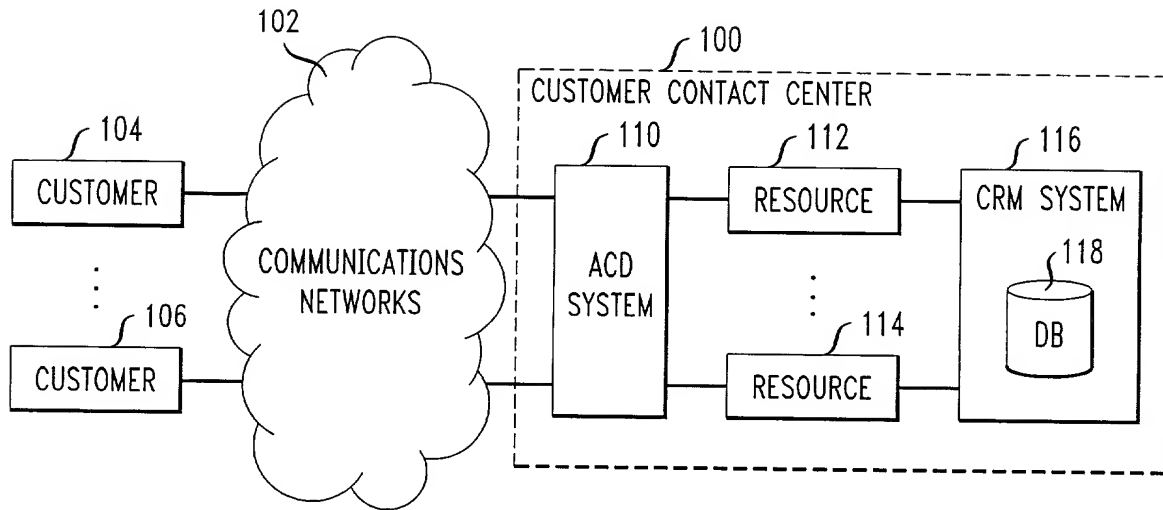 102
100
CUSTOMER CONTACT CENTER
104
110
112
116
CUSTOMER
RESOURCE
CRM SYSTEM
COMMUNICATIONS
NETWORKS
ACD
SYSTEM
118
DB
106
114
CUSTOMER
RESOURCE